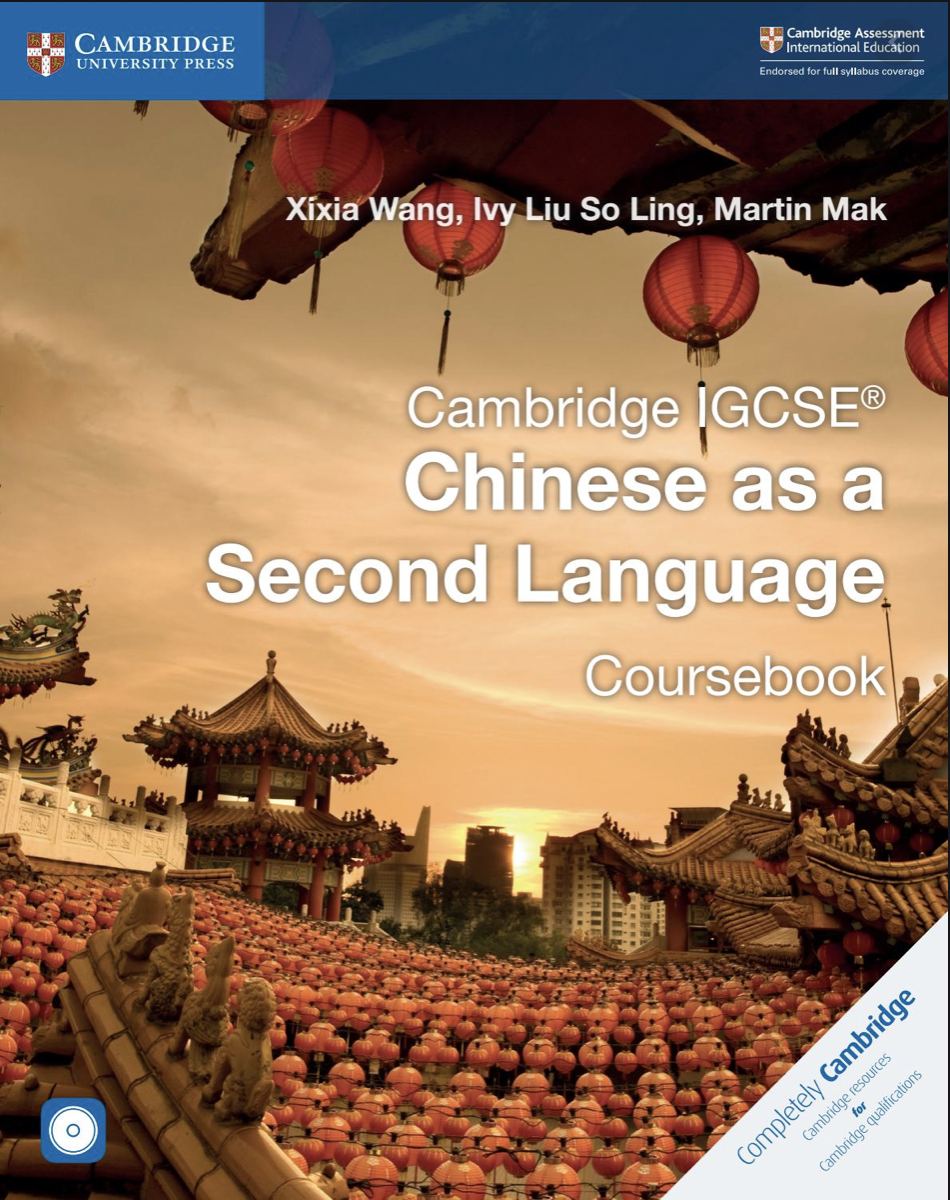 CAMBRIDGE
UNIVERSITY PRESS
Cambridge Assessment
International Education
Endorsed for full syllabus coverage
Xixia Wang, Ivy Liu So Ling, Martin Mak
Cambridge IGCSE®
Chinese as a
Second Language
Coursebook
Completely Cambridge
Cambridge resources
for
Cambridge qualifications